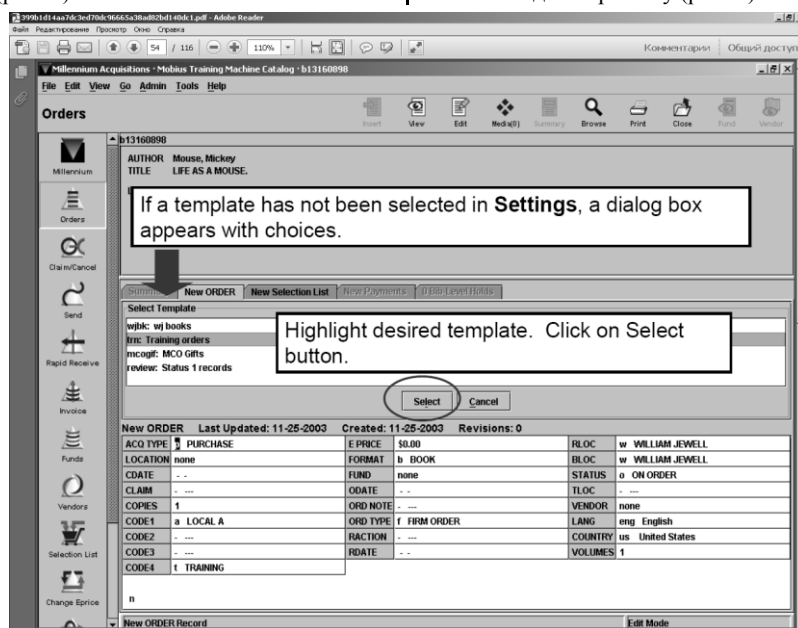 399b1d14aa7dc3ed70dc96665a38ad82bd140dc1.pdf - Adobe Reader
Файл Редактирование Просмотр Окно Справка
54 / 116 110% Комментарии Общий доступ
Millennium Acquisitions · Mobius Training Machine Catalog · b13160898
File Edit View Go Admin Tools Help
Orders
Insert View Edit Media(0) Summary Browse Print Close Fund Vendor
b13160898
AUTHOR Mouse, Mickey
TITLE LIFE AS A MOUSE.
If a template has not been selected in Settings, a dialog box
appears with choices.
Millennium
Orders
Claim/Cancel
Send
Rapid Receive
Invoice
Funds
Vendors
Selection List
Change Eprice
New ORDER New Selection List New Payments 0 Bib-Level Holds
Select Template
wjbk: wj books
trn: Training orders
mcogif: MCO Gifts
review: Status 1 records
Highlight desired template. Click on Select
button.
Select Cancel
New ORDER Last Updated: 11-25-2003 Created: 11-25-2003 Revisions: 0
ACQ TYPE p PURCHASE E PRICE $0.00 RLOC w WILLIAM JEWELL
LOCATION none FORMAT b BOOK BLOC w WILLIAM JEWELL
CDATE - - FUND none STATUS o ON ORDER
CLAIM - --- ODATE - - TLOC - ---
COPIES 1 ORD NOTE - --- VENDOR none
CODE1 a LOCAL A ORD TYPE f FIRM ORDER LANG eng English
CODE2 - --- RACTION - --- COUNTRY us United States
CODE3 - --- RDATE - - VOLUMES 1
CODE4 t TRAINING
n
New ORDER Record Edit Mode